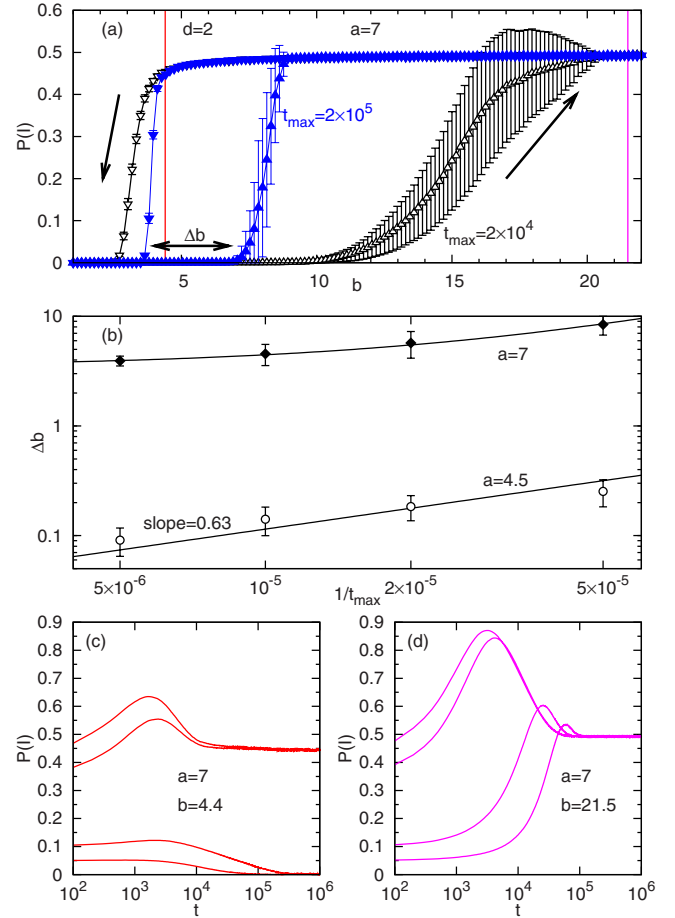 (a) d=2 a=7
0.6
0.5
0.4
0.3
0.2
0.1
0
P(I)
t_max=2×10^5
Δb
t_max=2×10^4
5 10 b 15 20
(b)
10
1
0.1
Δb
a=7
a=4.5
slope=0.63
5×10^-6 10^-5 1/t_max 2×10^-5 5×10^-5
(c)
0.9
0.8
0.7
0.6
0.5
0.4
0.3
0.2
0.1
0
P(I)
a=7
b=4.4
10^2 10^3 10^4 10^5 10^6
t
(d)
0.9
0.8
0.7
0.6
0.5
0.4
0.3
0.2
0.1
0
P(I)
a=7
b=21.5
10^2 10^3 10^4 10^5 10^6
t